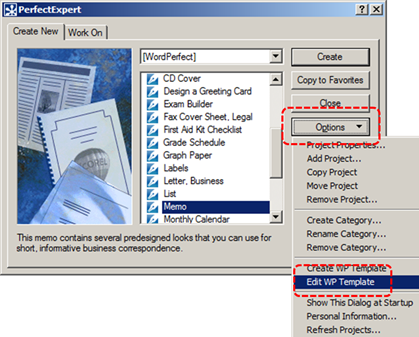 PerfectExpert
Create New
Work On
[WordPerfect]
CD Cover
Design a Greeting Card
Exam Builder
Fax Cover Sheet, Legal
First Aid Kit Checklist
Grade Schedule
Graph Paper
Labels
Letter, Business
List
Memo
Monthly Calendar
This memo contains several predesigned looks that you can use for
short, informative business correspondence.
Create
Copy to Favorites
Close
Options
Project Properties...
Add Project...
Copy Project
Move Project
Remove Project...
Create Category...
Rename Category...
Remove Category...
Create WP Template
Edit WP Template
Show This Dialog at Startup
Personal Information...
Refresh Projects...